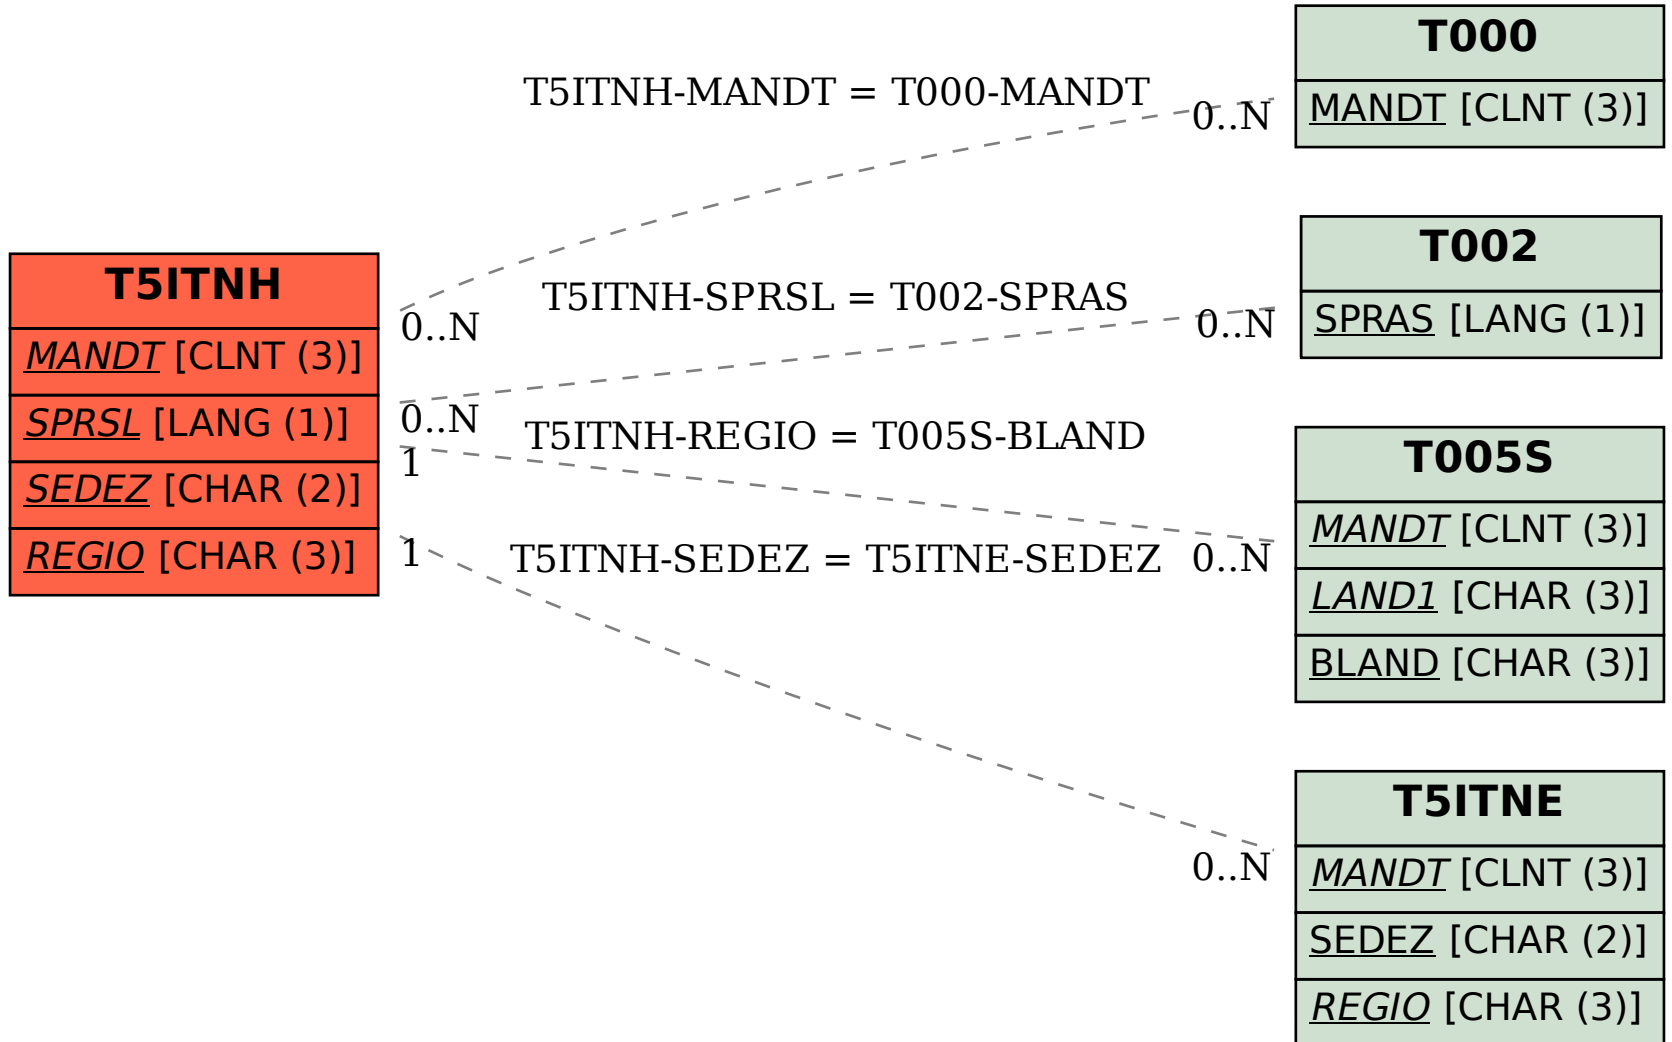 T5ITNH
MANDT [CLNT (3)]
SPRSL [LANG (1)]
SEDEZ [CHAR (2)]
REGIO [CHAR (3)]
T5ITNH-MANDT = T000-MANDT
0..N
0..N
T5ITNH-SPRSL = T002-SPRAS
0..N
0..N
T5ITNH-REGIO = T005S-BLAND
1
0..N
T5ITNH-SEDEZ = T5ITNE-SEDEZ
1
0..N
T000
MANDT [CLNT (3)]
T002
SPRAS [LANG (1)]
T005S
MANDT [CLNT (3)]
LAND1 [CHAR (3)]
BLAND [CHAR (3)]
T5ITNE
MANDT [CLNT (3)]
SEDEZ [CHAR (2)]
REGIO [CHAR (3)]